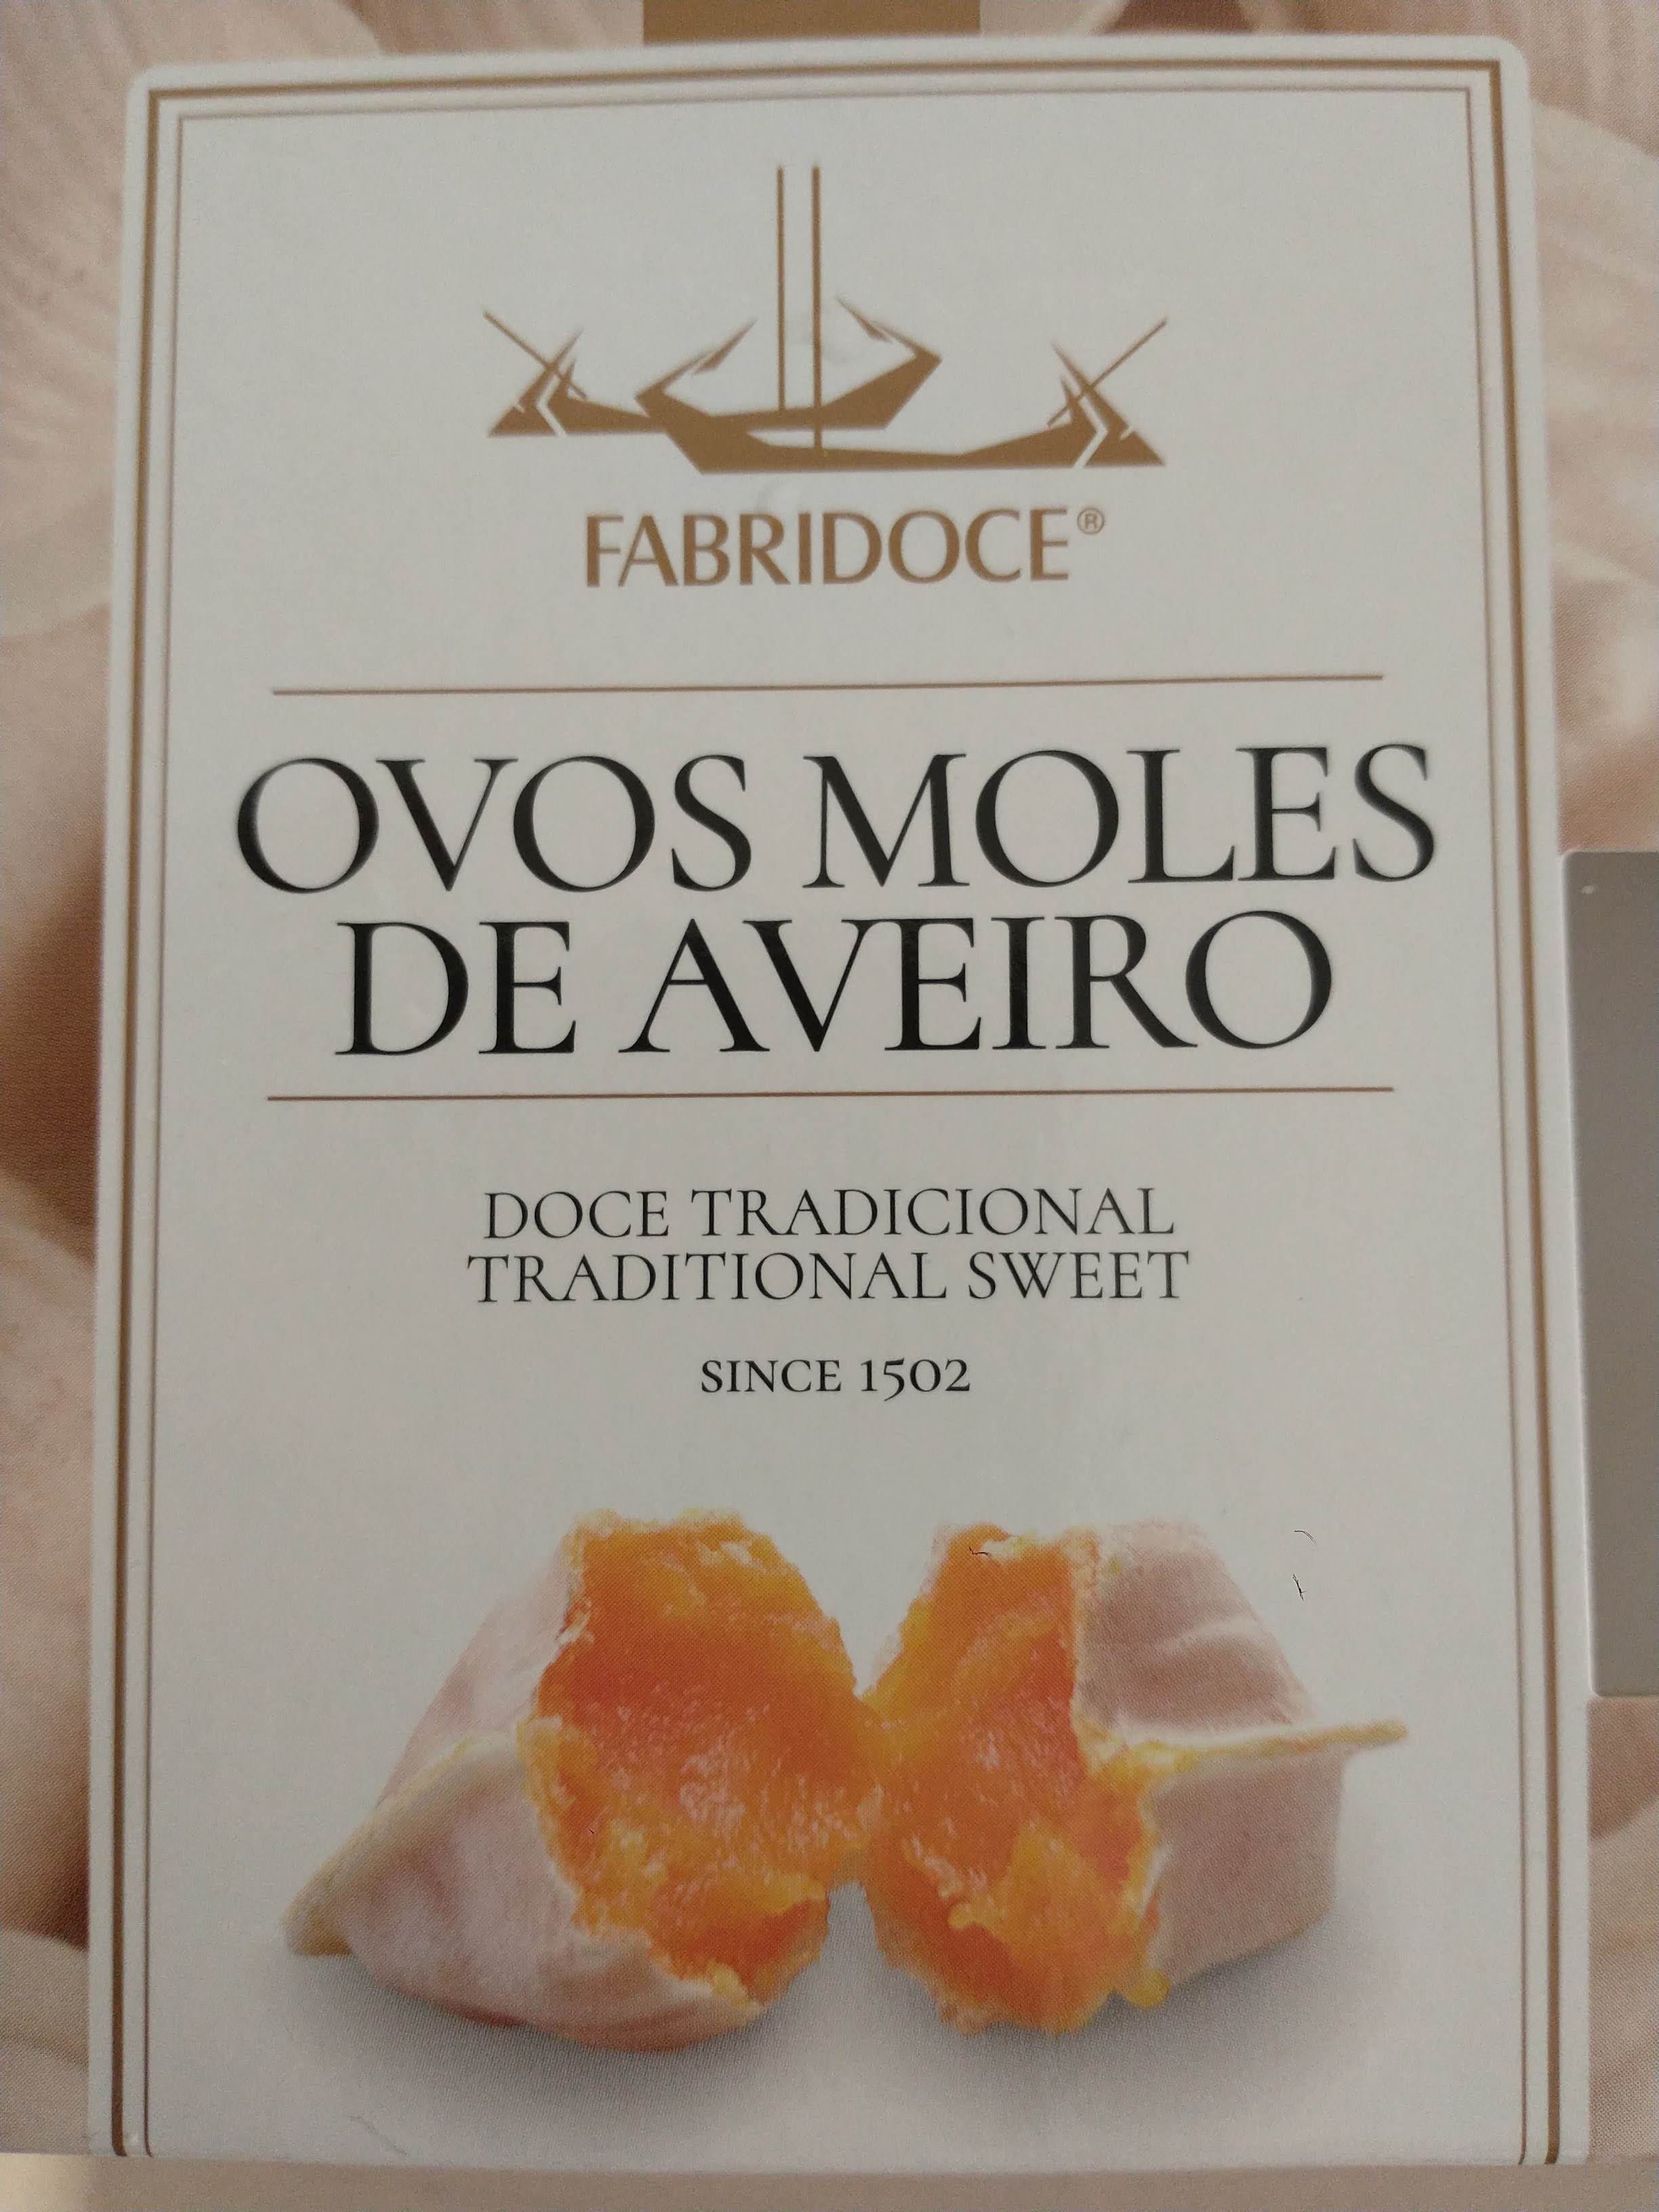 FABRIDOCE®
OVOS MOLES
DE AVEIRO
DOCE TRADICIONAL
TRADITIONAL SWEET
SINCE 1502